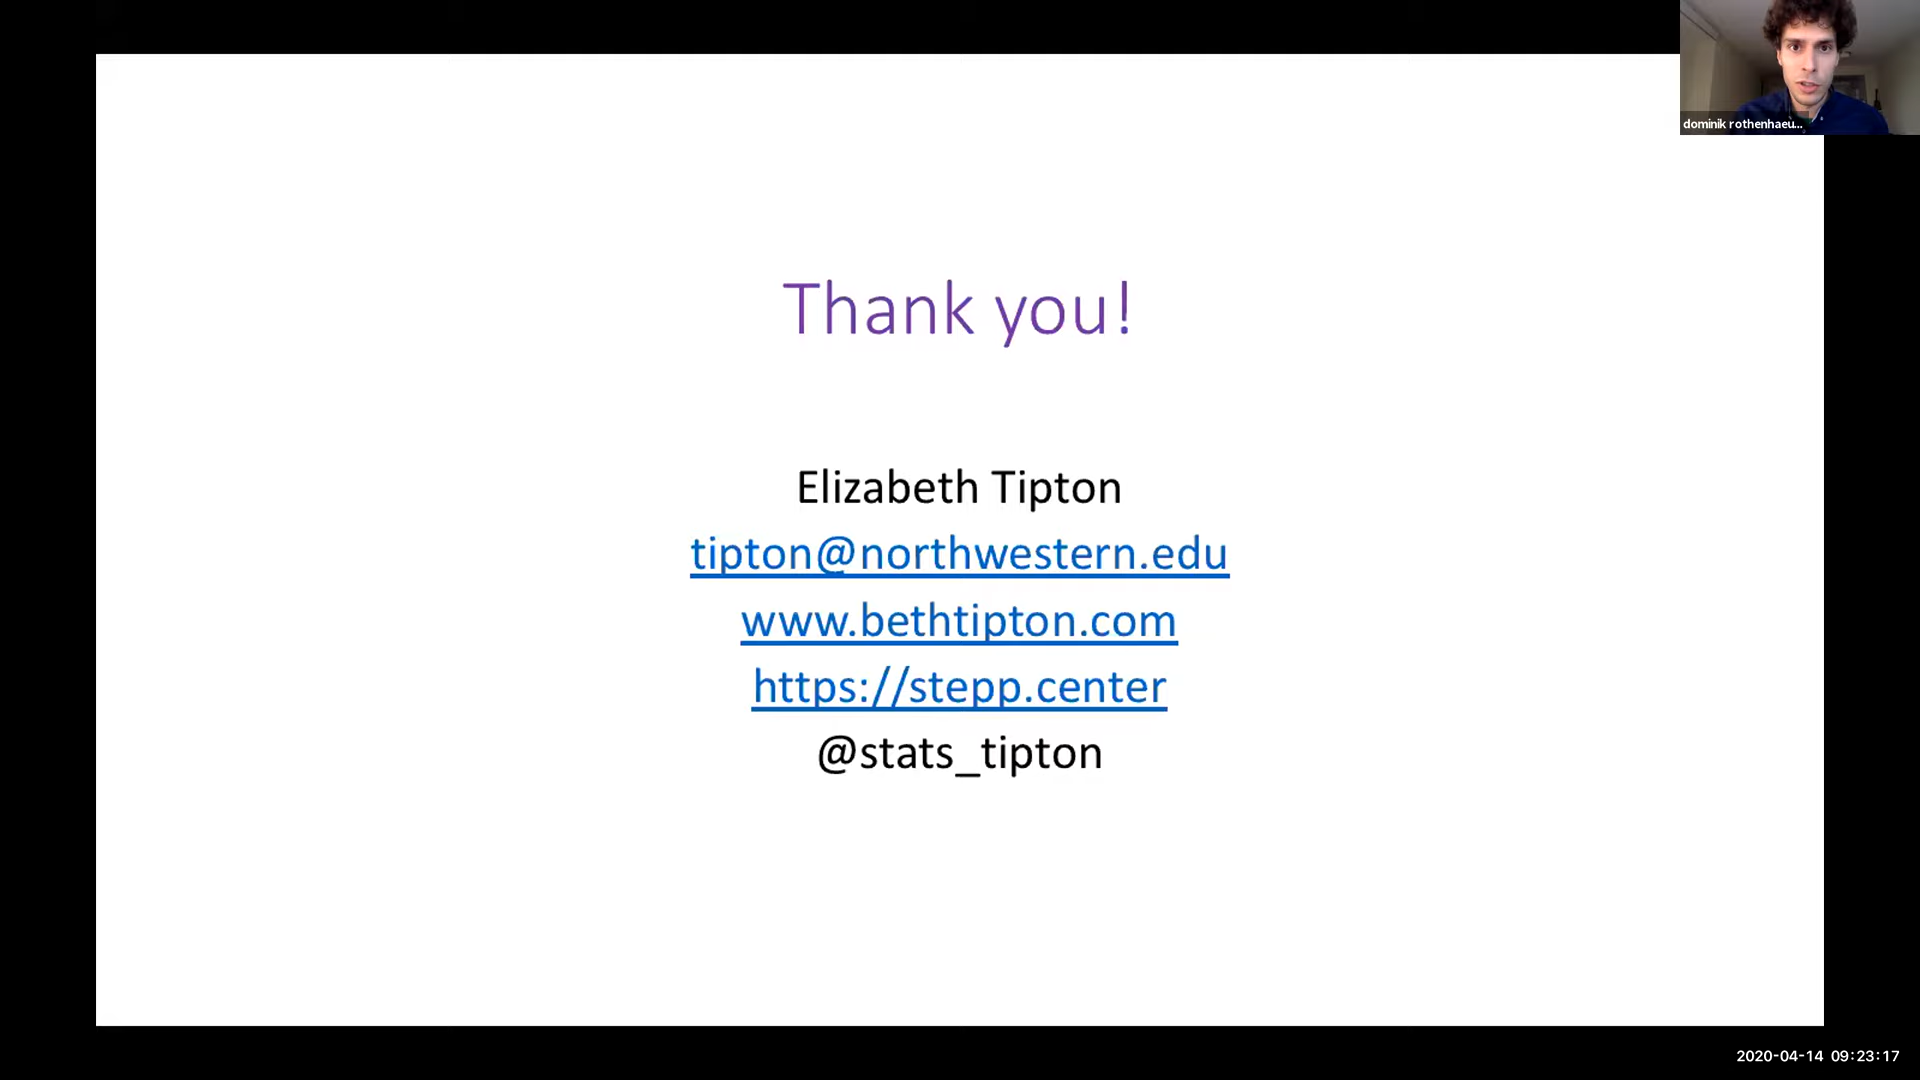 dominik rothenhaeu...
Thank you!
Elizabeth Tipton
tipton@northwestern.edu
www.bethtipton.com
https://stepp.center
@stats_tipton
2020-04-14 09:23:17